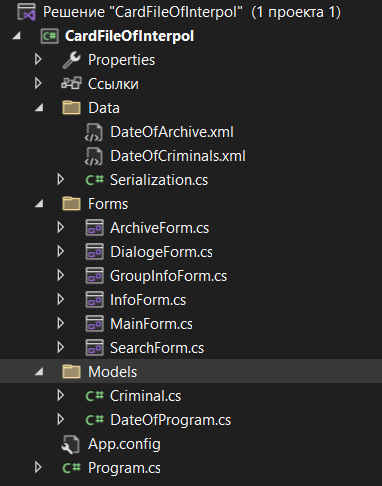 Решение "CardFileOfInterpol" (1 проекта 1)
CardFileOfInterpol
Properties
Ссылки
Data
DateOfArchive.xml
DateOfCriminals.xml
Serialization.cs
Forms
ArchiveForm.cs
DialogeForm.cs
GroupInfoForm.cs
InfoForm.cs
MainForm.cs
SearchForm.cs
Models
Criminal.cs
DateOfProgram.cs
App.config
Program.cs